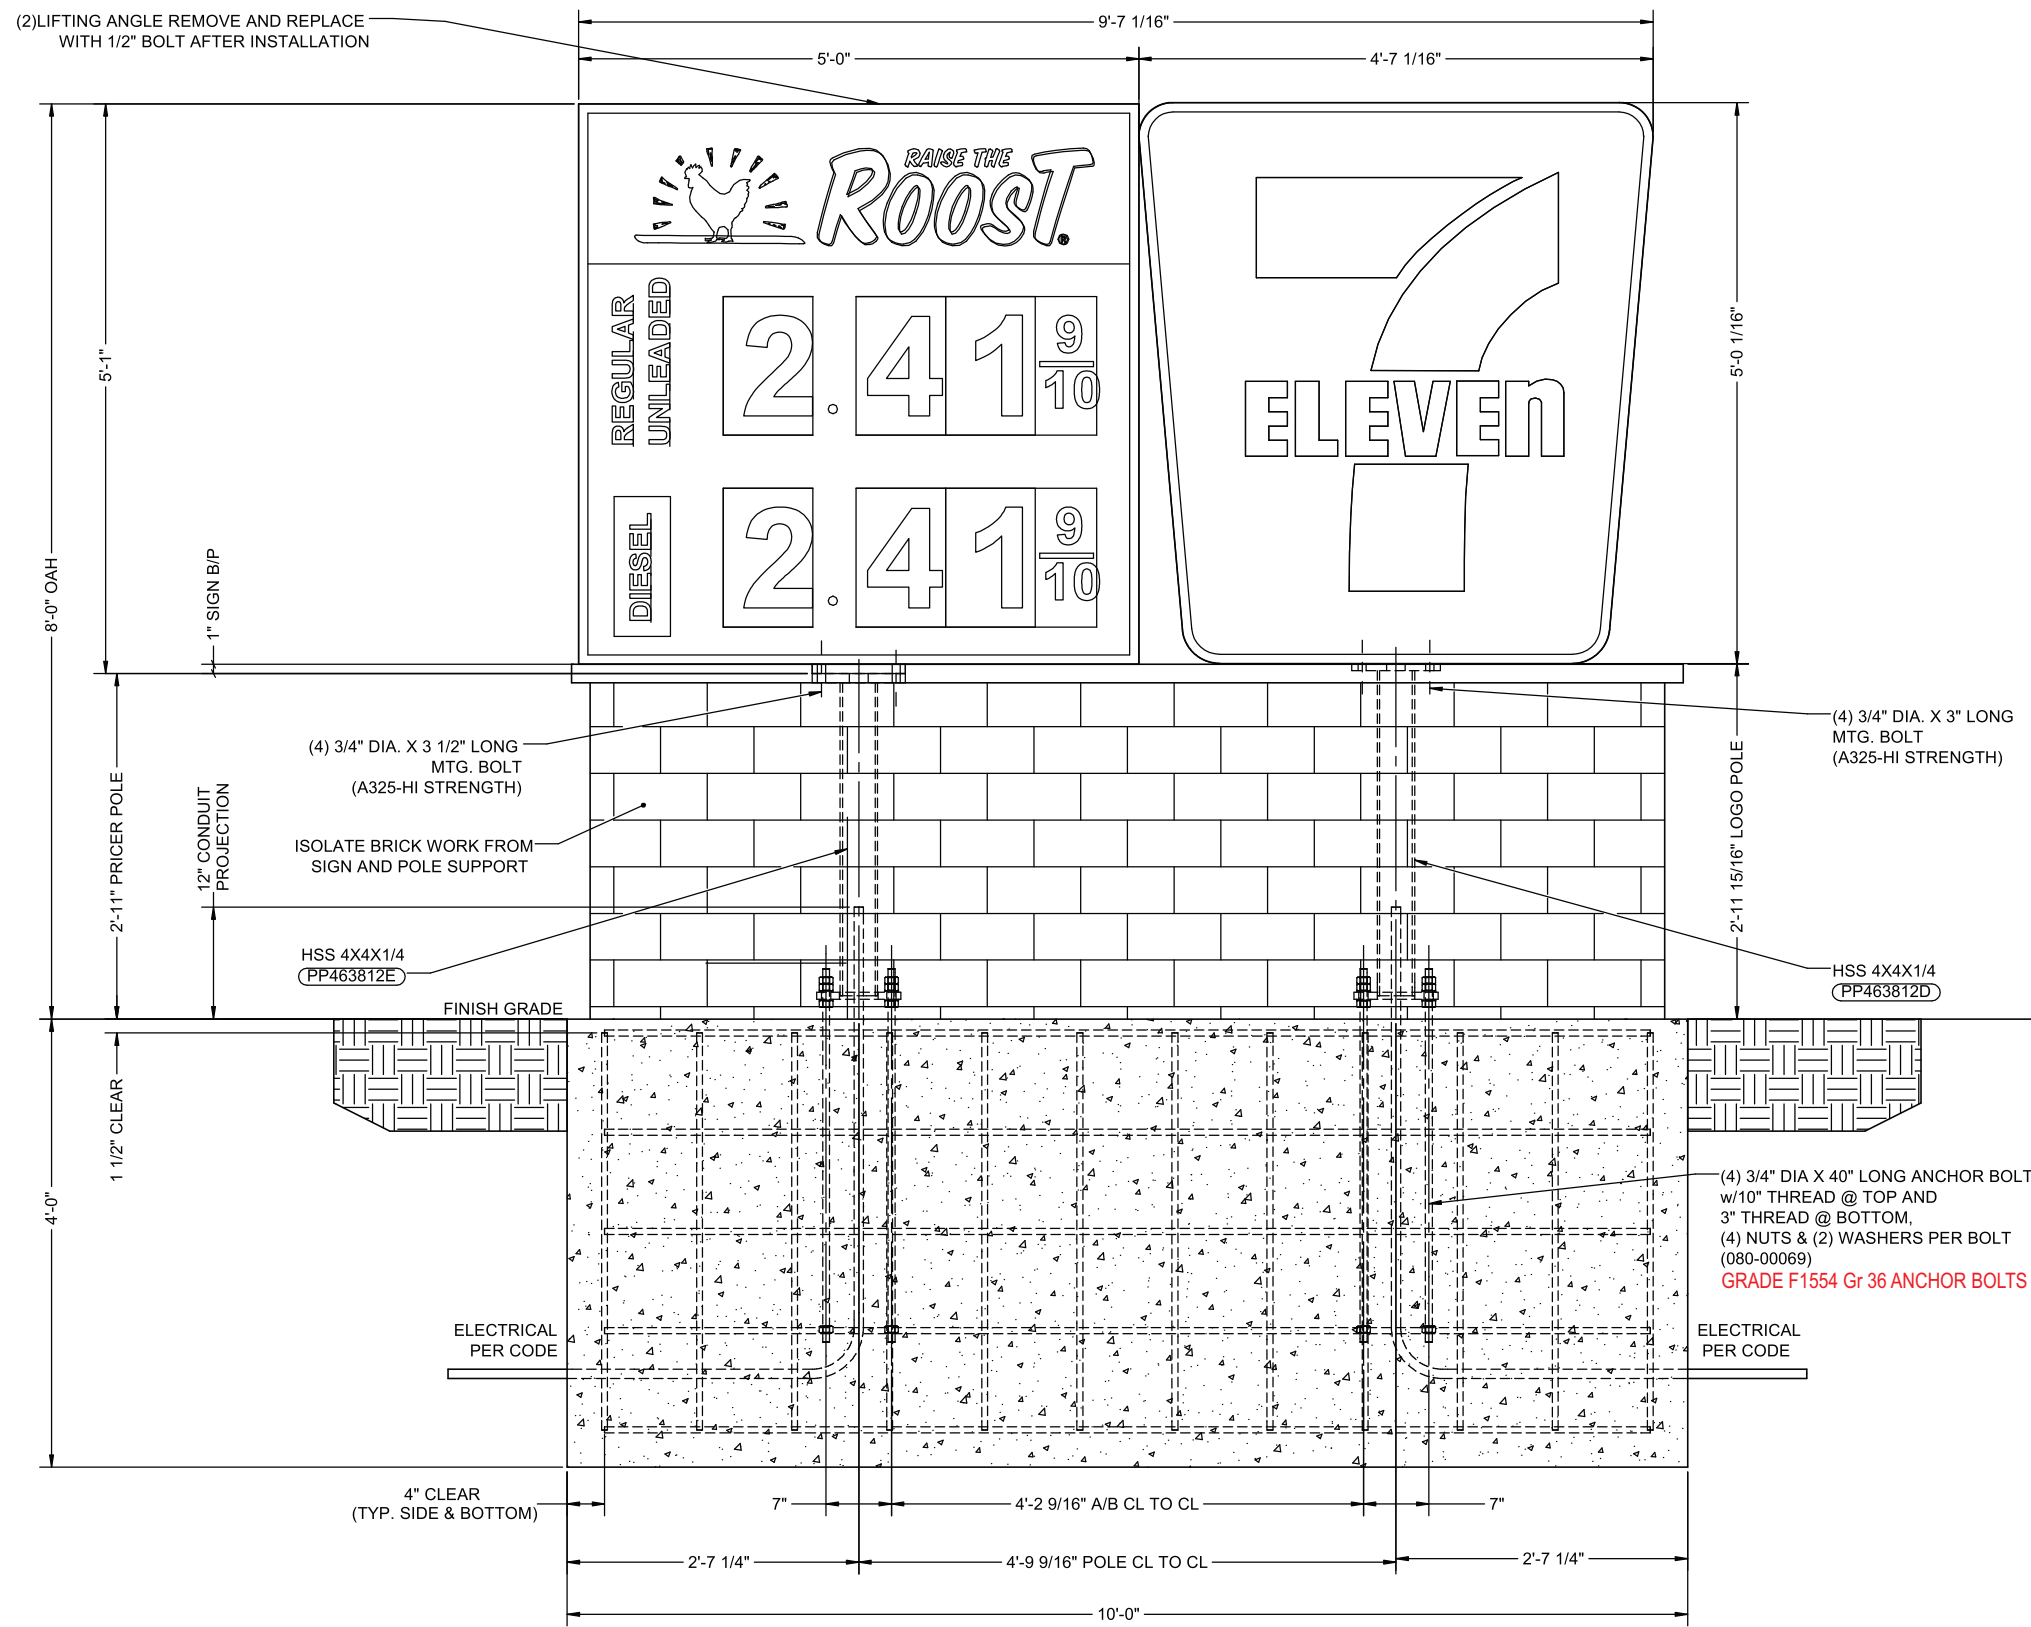 (2)LIFTING ANGLE REMOVE AND REPLACE
WITH 1/2" BOLT AFTER INSTALLATION
9'-7 1/16"
5'-0"
4'-7 1/16"
RAISE THE
ROOST®
REGULAR
UNLEADED
2.41 9/10
DIESEL
2.41 9/10
7
ELEVEn
8'-0" OAH
5'-1"
1" SIGN B/P
5'-0 1/16"
2'-11" PRICER POLE
12" CONDUIT
PROJECTION
(4) 3/4" DIA. X 3 1/2" LONG
MTG. BOLT
(A325-HI STRENGTH)
ISOLATE BRICK WORK FROM
SIGN AND POLE SUPPORT
HSS 4X4X1/4
PP463812E
FINISH GRADE
(4) 3/4" DIA. X 3" LONG
MTG. BOLT
(A325-HI STRENGTH)
2'-11 15/16" LOGO POLE
HSS 4X4X1/4
PP463812D
1 1/2" CLEAR
4'-0"
(4) 3/4" DIA X 40" LONG ANCHOR BOLT
w/10" THREAD @ TOP AND
3" THREAD @ BOTTOM,
(4) NUTS & (2) WASHERS PER BOLT
(080-00069)
GRADE F1554 Gr 36 ANCHOR BOLTS
ELECTRICAL
PER CODE
ELECTRICAL
PER CODE
4" CLEAR
(TYP. SIDE & BOTTOM)
7"
4'-2 9/16" A/B CL TO CL
7"
2'-7 1/4"
4'-9 9/16" POLE CL TO CL
2'-7 1/4"
10'-0"